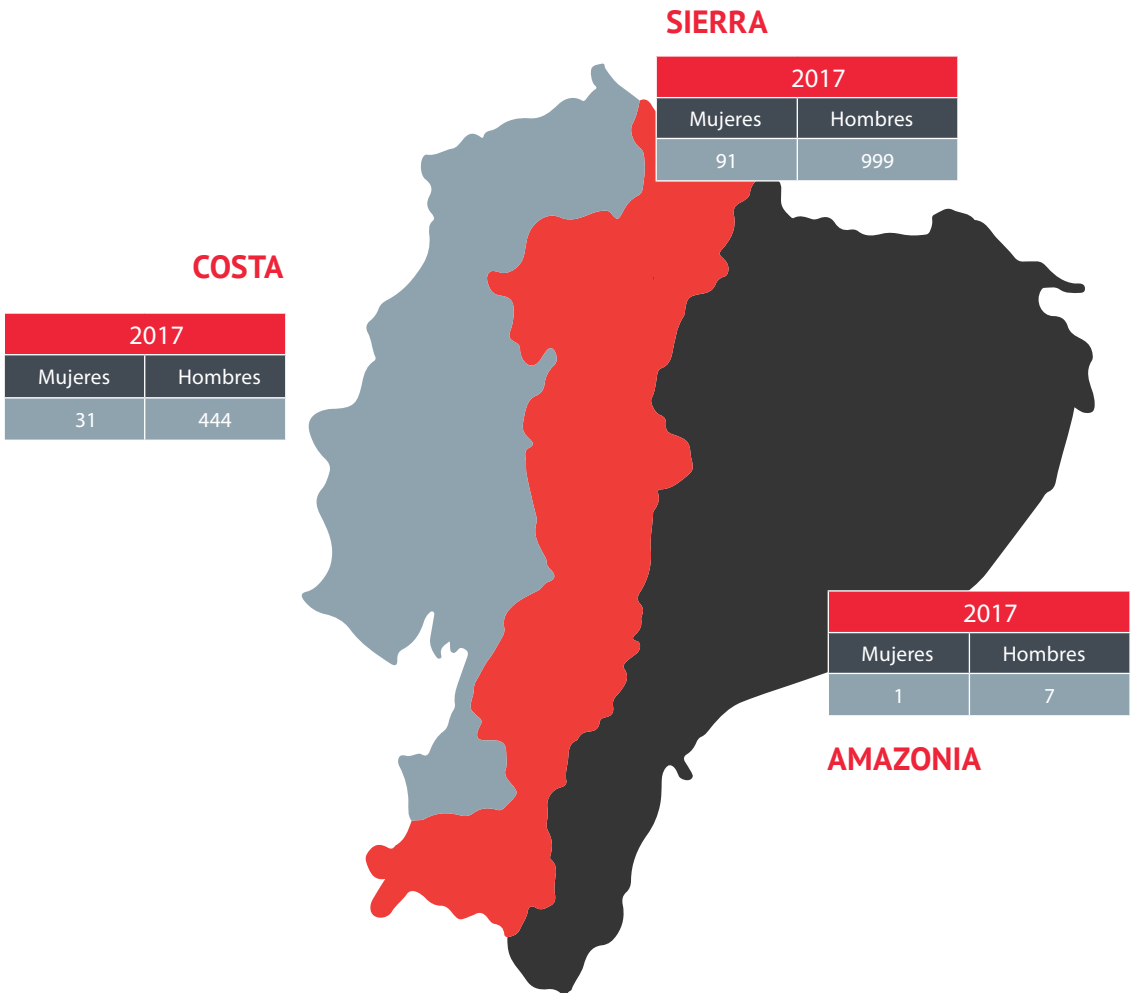 SIERRA
2017
Mujeres Hombres
91 999
COSTA
2017
Mujeres Hombres
31 444
2017
Mujeres Hombres
1 7
AMAZONIA